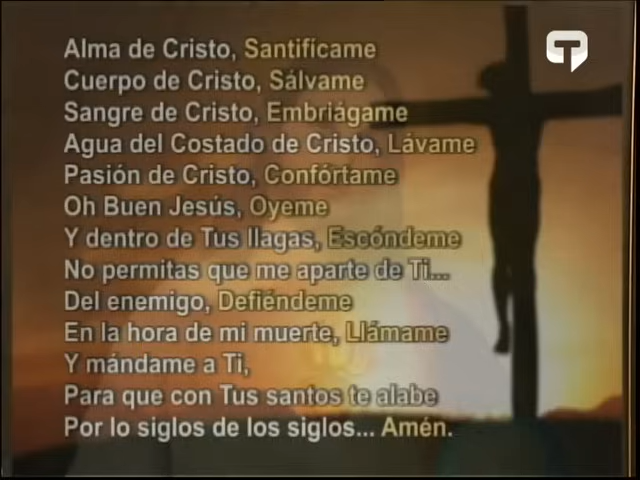 Alma de Cristo, Santifícame
Cuerpo de Cristo, Sálvame
Sangre de Cristo, Embriágame
Agua del Costado de Cristo, Lávame
Pasión de Cristo, Confórtame
Oh Buen Jesús, Oyeme
Y dentro de Tus llagas, Escóndeme
No permitas que me aparte de Ti...
Del enemigo, Defiéndeme
En la hora de mi muerte, Llámame
Y mándame a Ti,
Para que con Tus santos te alabe
Por lo siglos de los siglos... Amén.